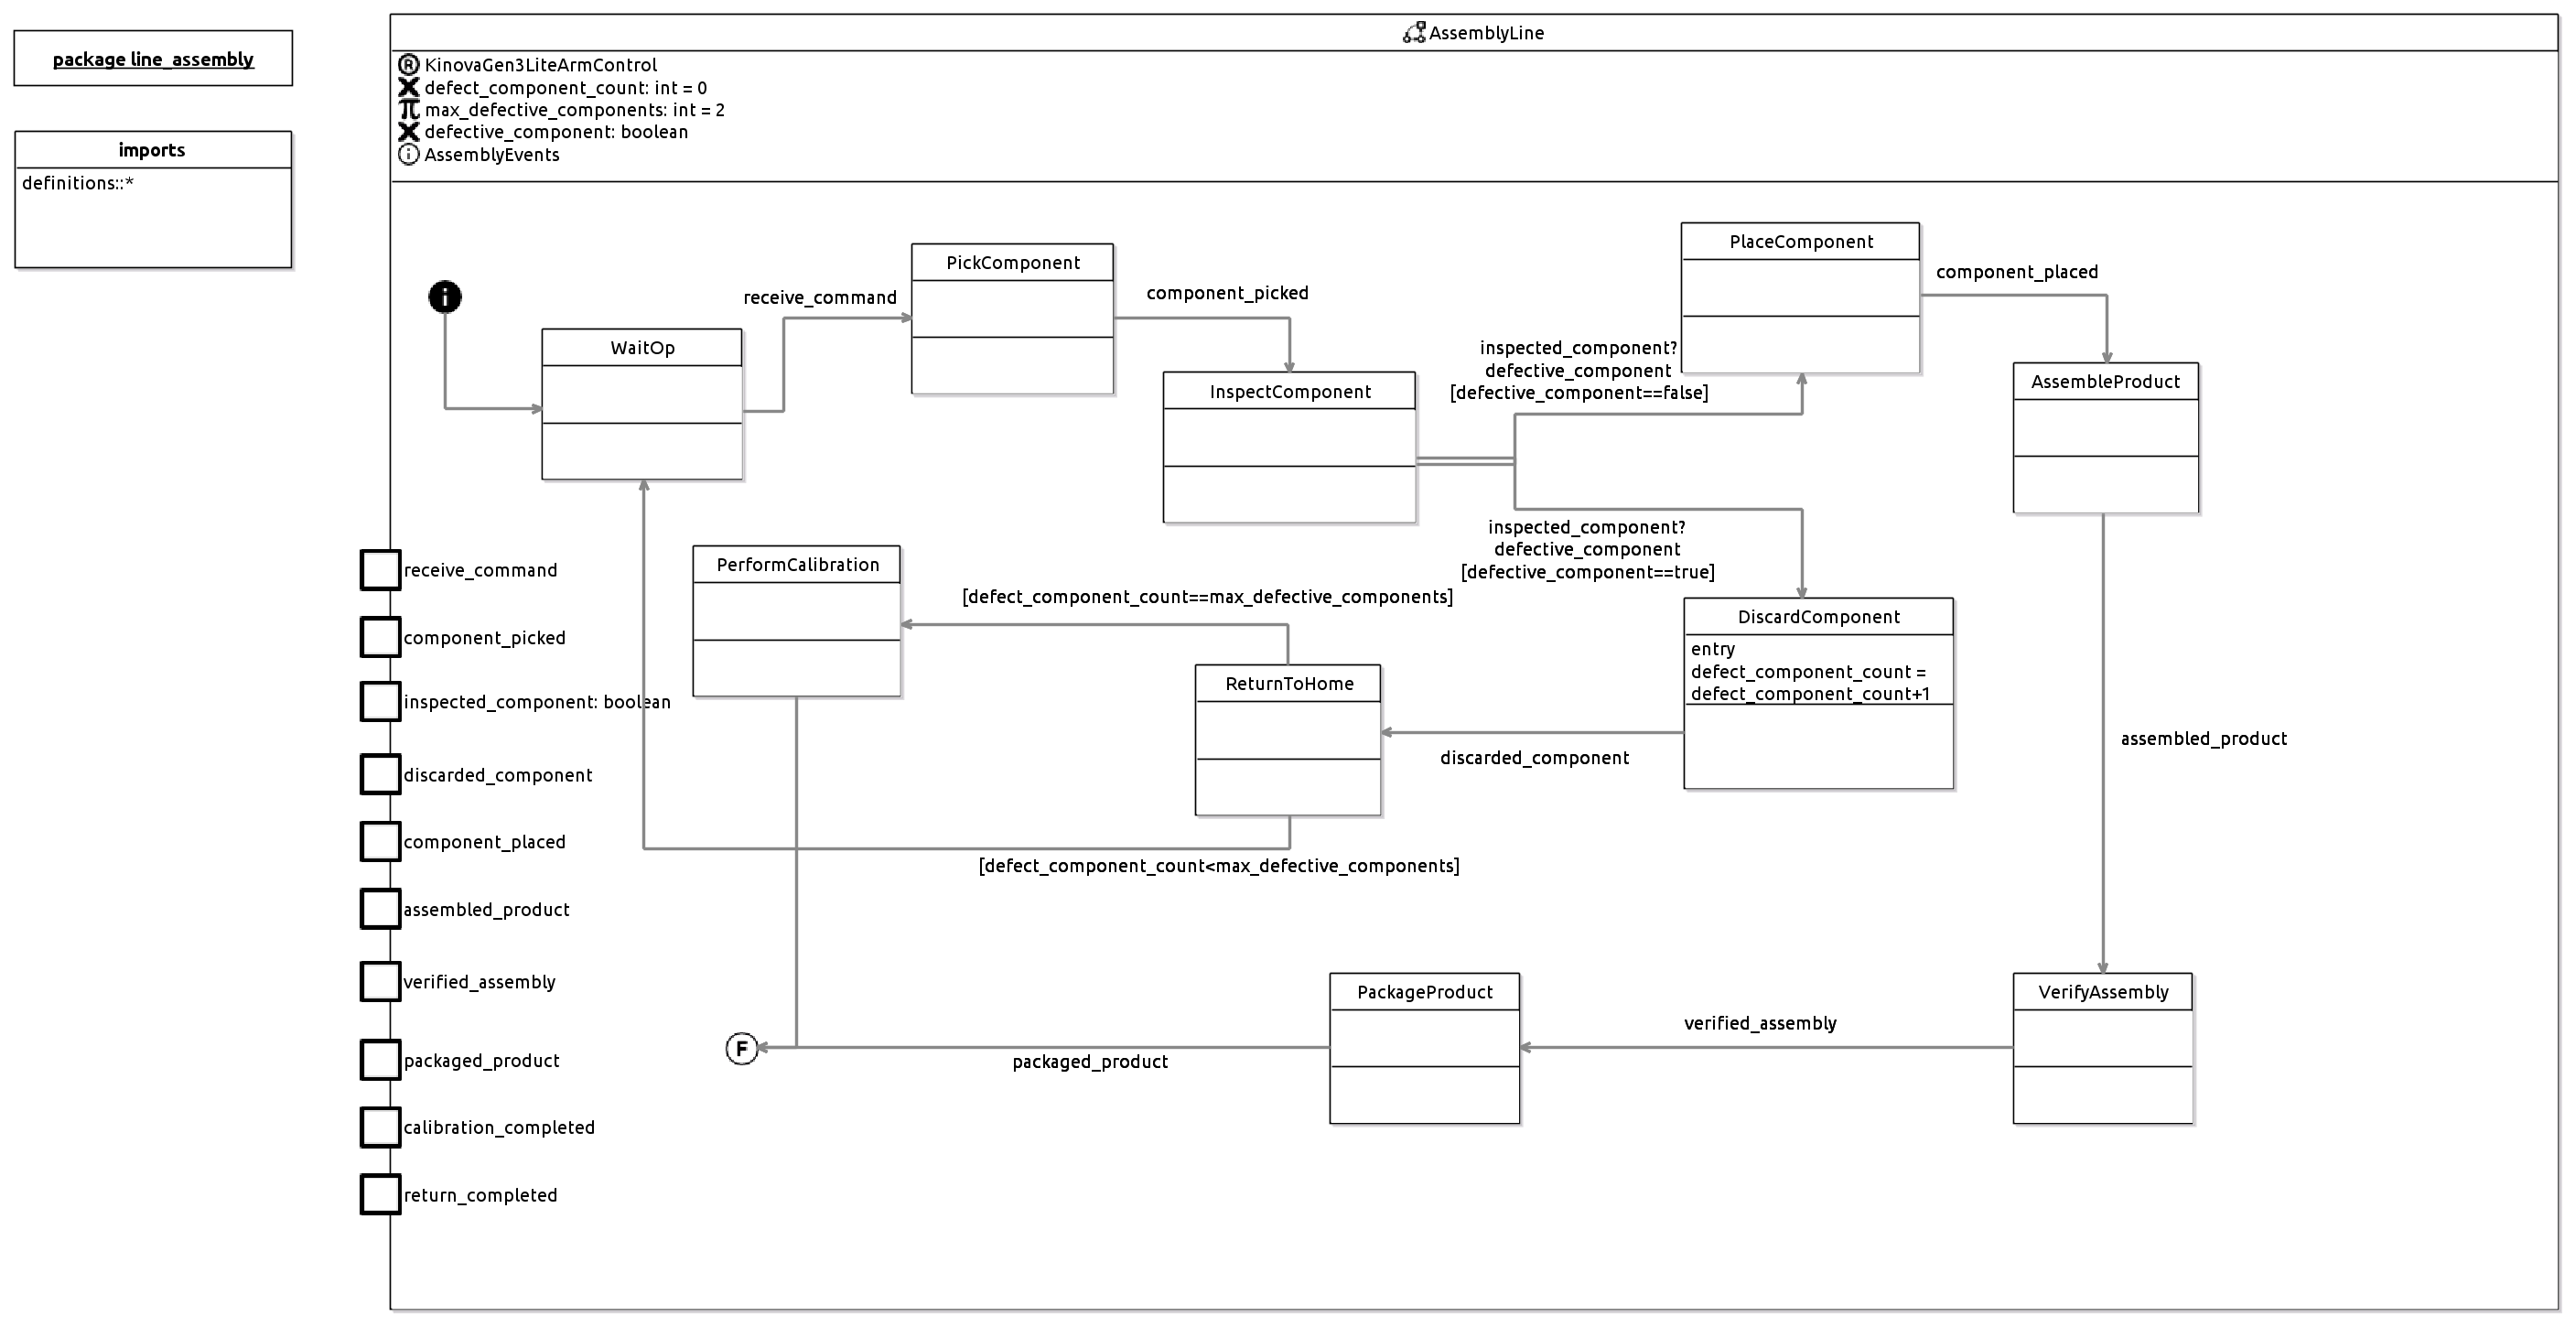 package line_assembly
imports
definitions::*
AssemblyLine
R KinovaGen3LiteArmControl
defect_component_count: int = 0
π max_defective_components: int = 2
defective_component: boolean
i AssemblyEvents
i
WaitOp
receive_command
PickComponent
component_picked
InspectComponent
inspected_component?
defective_component
[defective_component==false]
PlaceComponent
component_placed
AssembleProduct
inspected_component?
defective_component
[defective_component==true]
DiscardComponent
entry
defect_component_count =
defect_component_count+1
discarded_component
ReturnToHome
[defect_component_count==max_defective_components]
PerformCalibration
[defect_component_count<max_defective_components]
assembled_product
VerifyAssembly
verified_assembly
PackageProduct
packaged_product
F
receive_command
component_picked
inspected_component: boolean
discarded_component
component_placed
assembled_product
verified_assembly
packaged_product
calibration_completed
return_completed